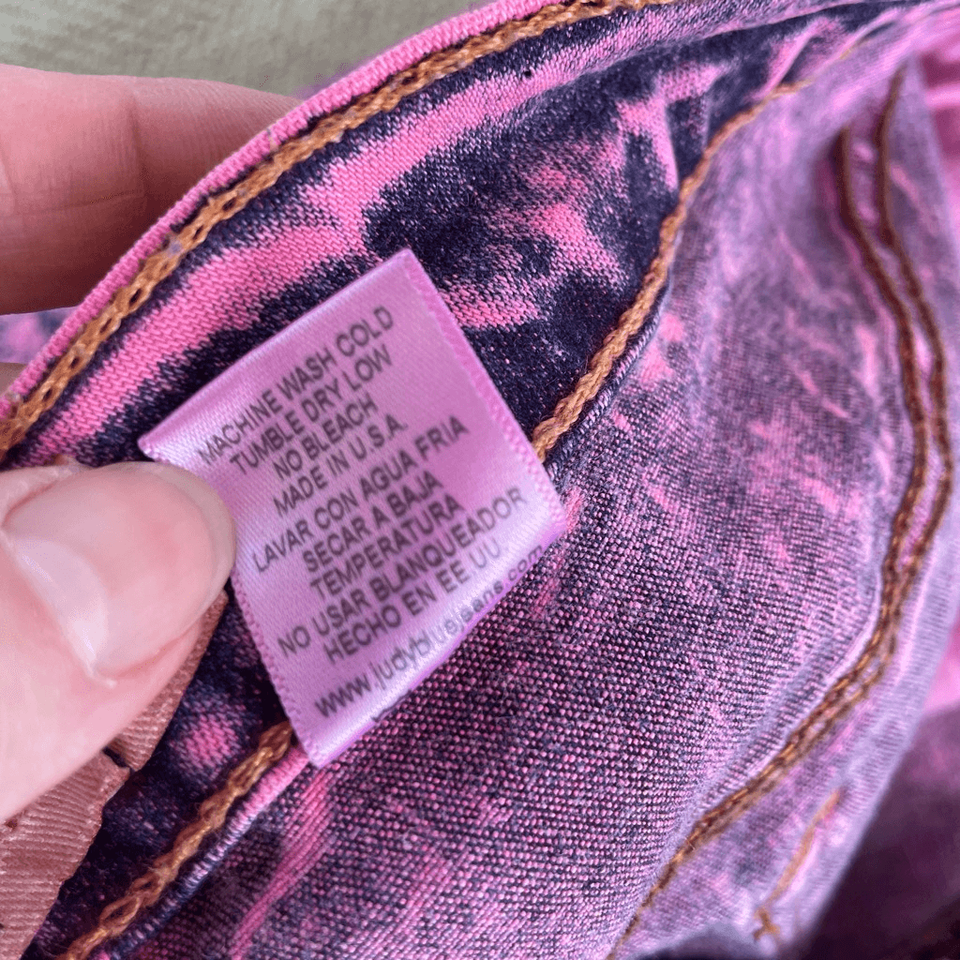 MACHINE WASH COLD
TUMBLE DRY LOW
NO BLEACH
MADE IN U.S.A.
LAVAR CON AGUA FRIA
SECAR A BAJA
TEMPERATURA
NO USAR BLANQUEADOR
HECHO EN EE.UU.
www.judybluejeans.com